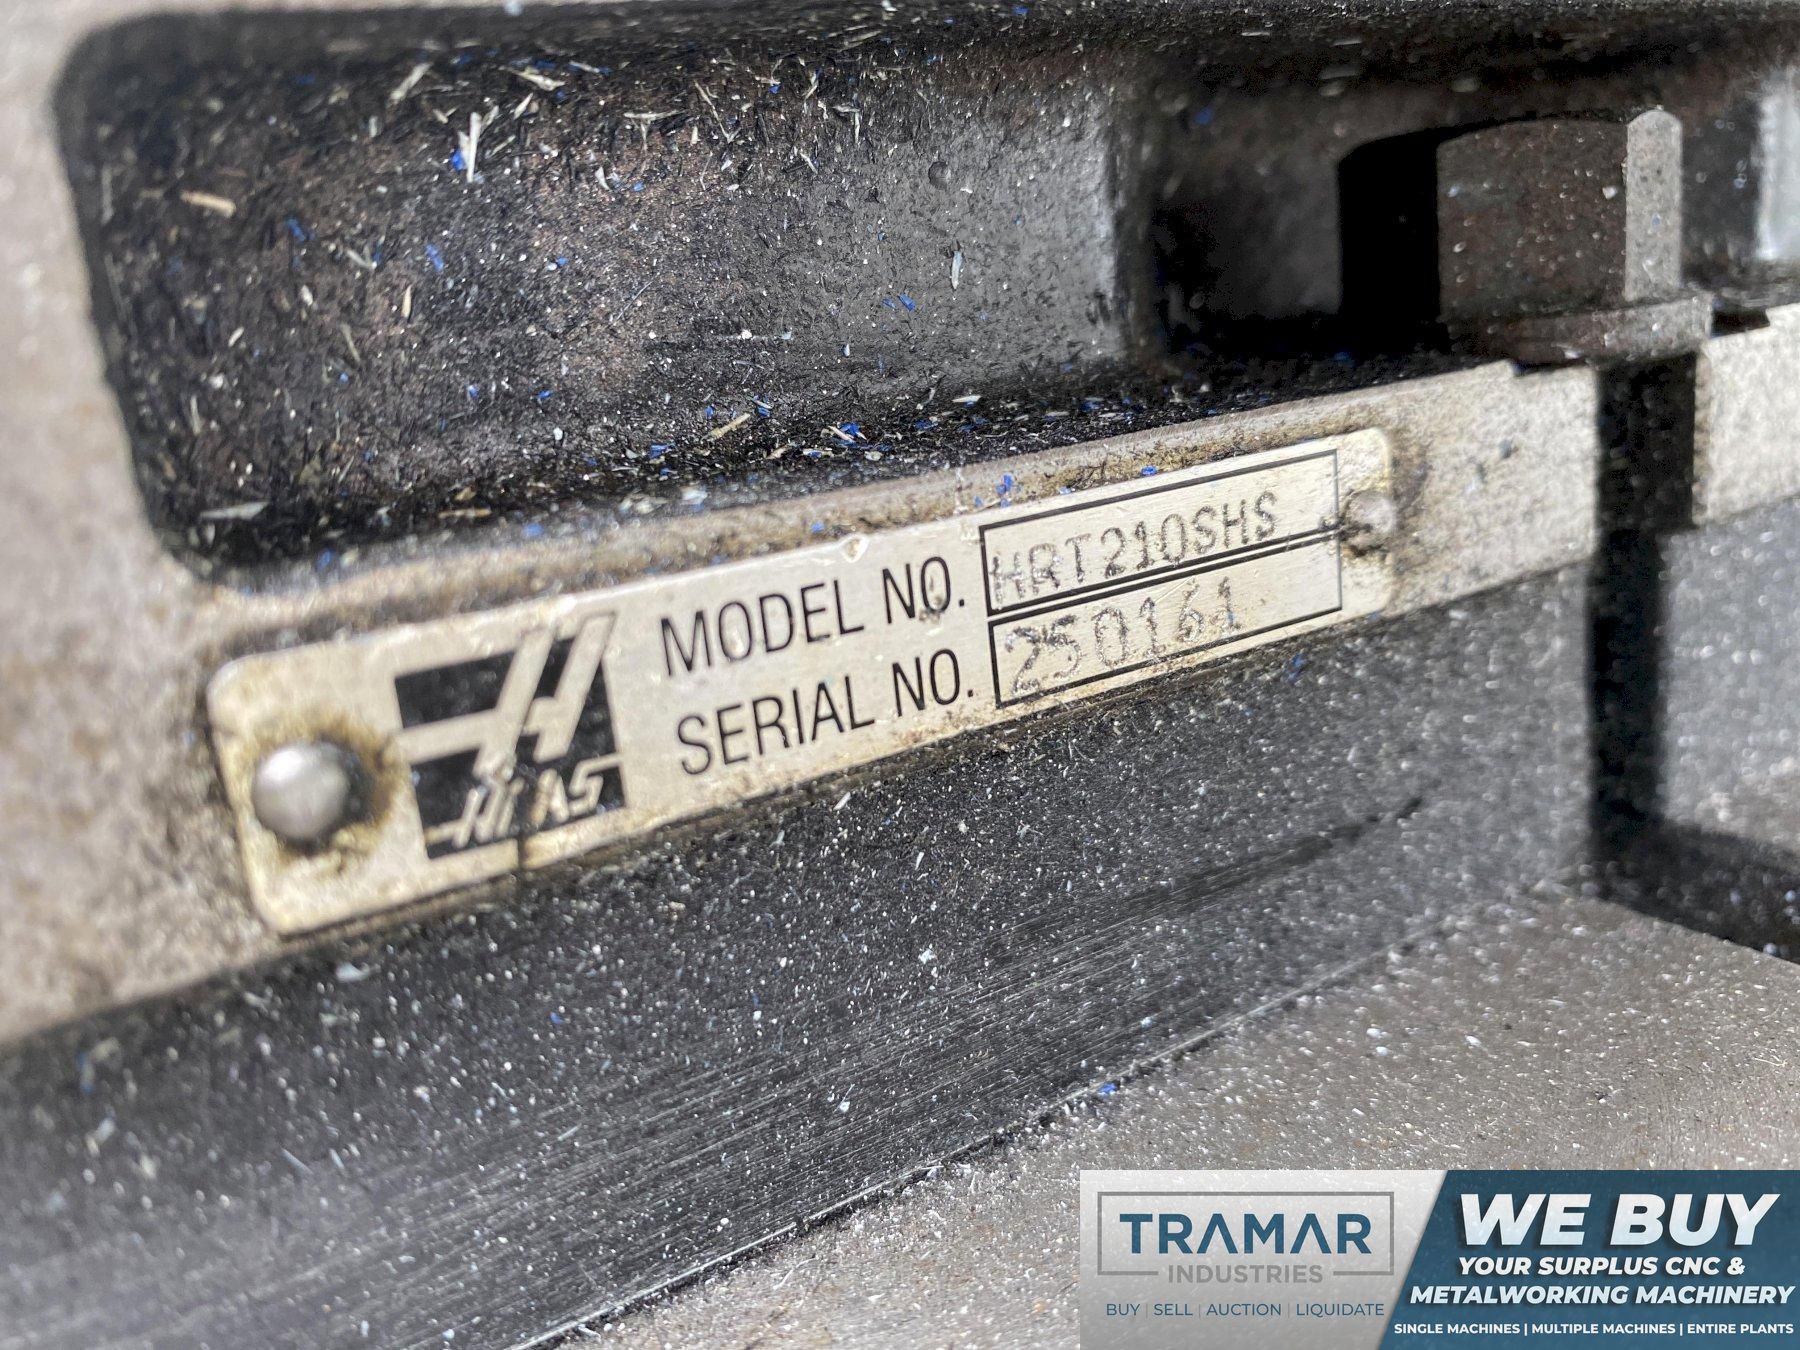 MODEL NO. HRT210SHS
SERIAL NO. 250161
HAAS
TRAMAR
INDUSTRIES
BUY | SELL | AUCTION | LIQUIDATE
WE BUY
YOUR SURPLUS CNC &
METALWORKING MACHINERY
SINGLE MACHINES | MULTIPLE MACHINES | ENTIRE PLANTS